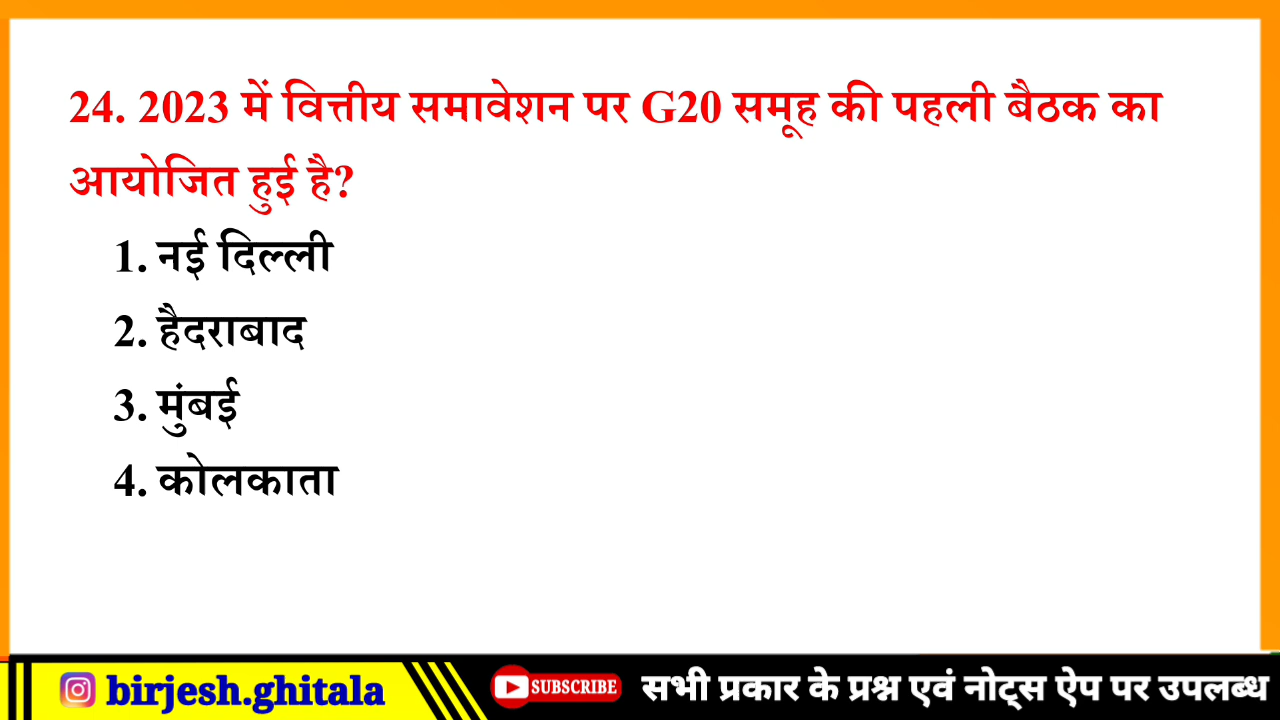 24. 2023 में वित्तीय समावेशन पर G20 समूह की पहली बैठक का
आयोजित हुई है?
1. नई दिल्ली
2. हैदराबाद
3. मुंबई
4. कोलकाता
birjesh.ghitala SUBSCRIBE सभी प्रकार के प्रश्न एवं नोट्स ऐप पर उपलब्ध